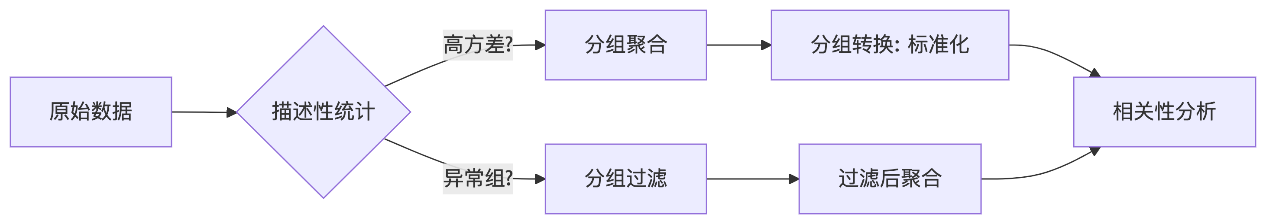 原始数据
描述性统计
高方差?
分组聚合
分组转换: 标准化
异常组?
分组过滤
过滤后聚合
相关性分析